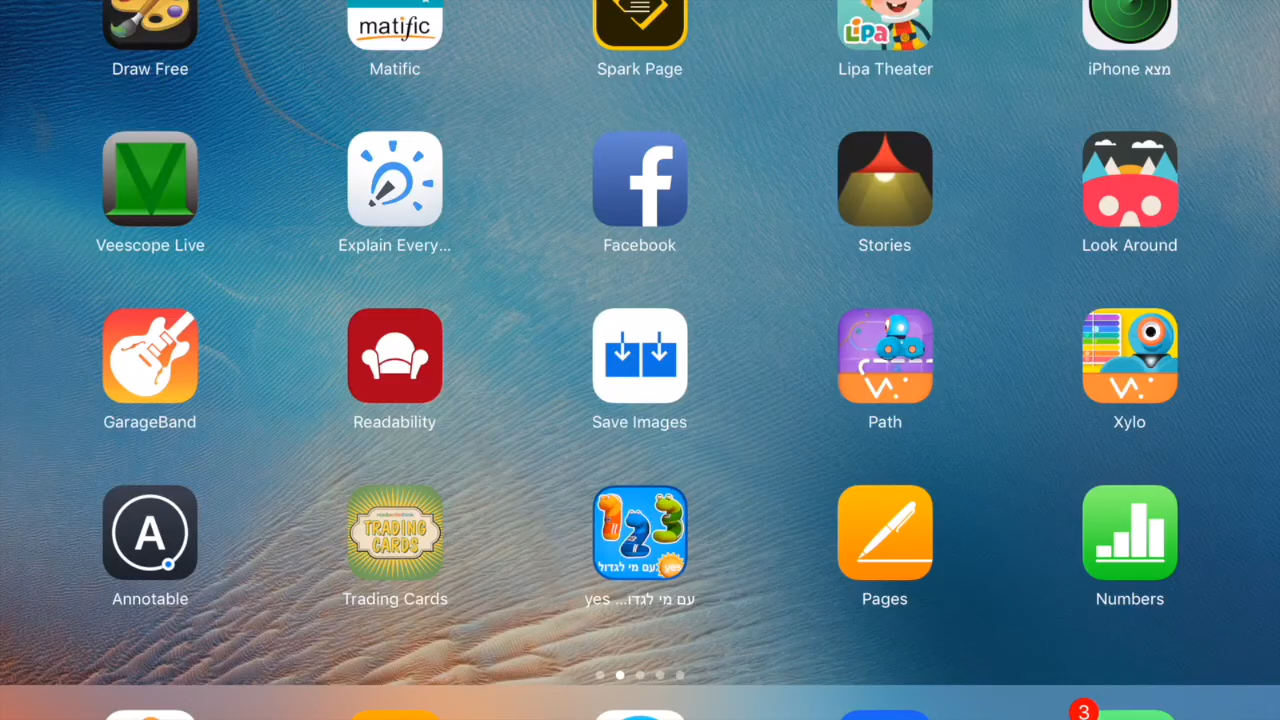 matific
LiPa
Draw Free
Matific
Spark Page
Lipa Theater
מצא iPhone
Veescope Live
Explain Every...
Facebook
Stories
Look Around
GarageBand
Readability
Save Images
Path
Xylo
A
TRADING
CARDS
123
עם מי לגדול
yes
Annotable
Trading Cards
עם מי לגדו... yes
Pages
Numbers
3